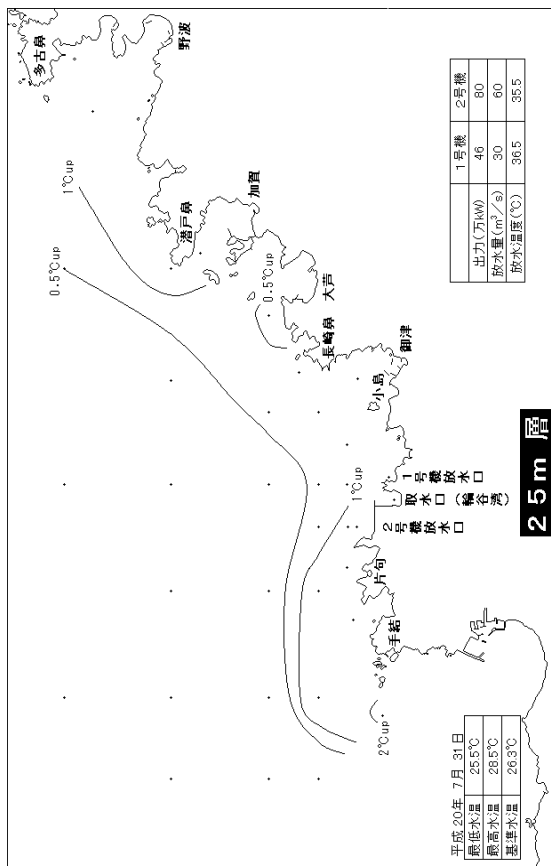 多古鼻
野波
1℃up
0.5℃up
潜戸鼻
加賀
0.5℃up
大芦
長崎鼻
御津
小島
1号機放水口
取水口(輪谷湾)
2号機放水口
1℃up
片句
手結
2℃up
1号機 2号機
出力(万kW) 46 80
放水量(m³/s) 30 60
放水温度(℃) 36.5 35.5
25m 層
平成 20年 7月 31日
最低水温 25.5℃
最高水温 28.5℃
基準水温 26.3℃